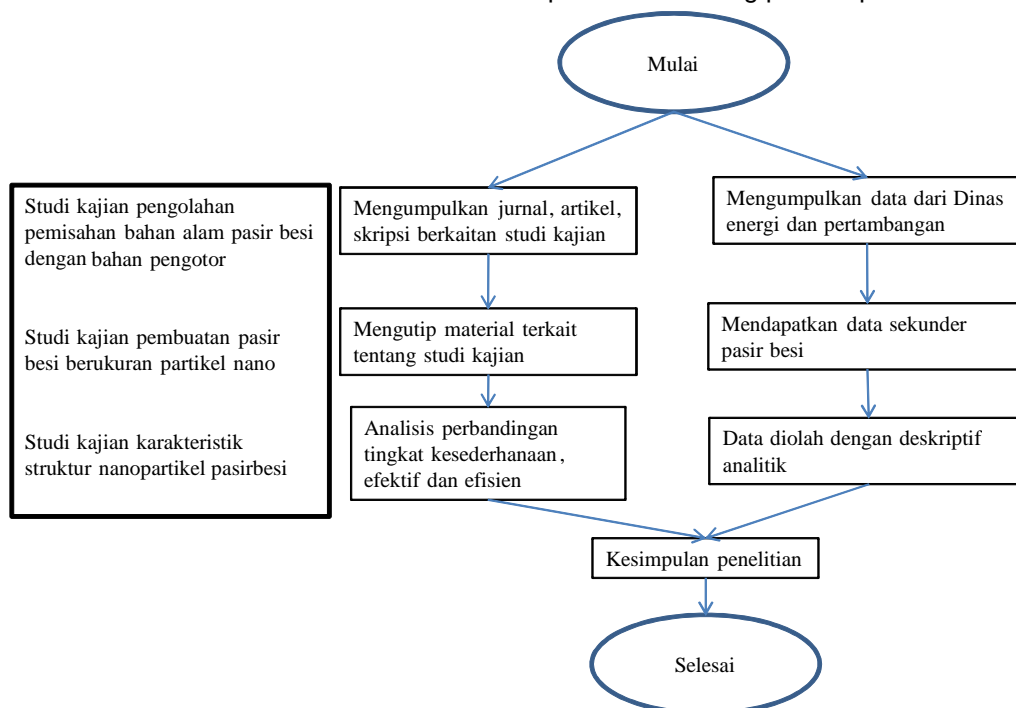 Mulai
Studi kajian pengolahan
pemisahan bahan alam pasir besi
dengan bahan pengotor
Studi kajian pembuatan pasir
besi berukuran partikel nano
Studi kajian karakteristik
struktur nanopartikel pasirbesi
Mengumpulkan jurnal, artikel,
skripsi berkaitan studi kajian
Mengutip material terkait
tentang studi kajian
Analisis perbandingan
tingkat kesederhanaan,
efektif dan efisien
Mengumpulkan data dari Dinas
energi dan pertambangan
Mendapatkan data sekunder
pasir besi
Data diolah dengan deskriptif
analitik
Kesimpulan penelitian
Selesai